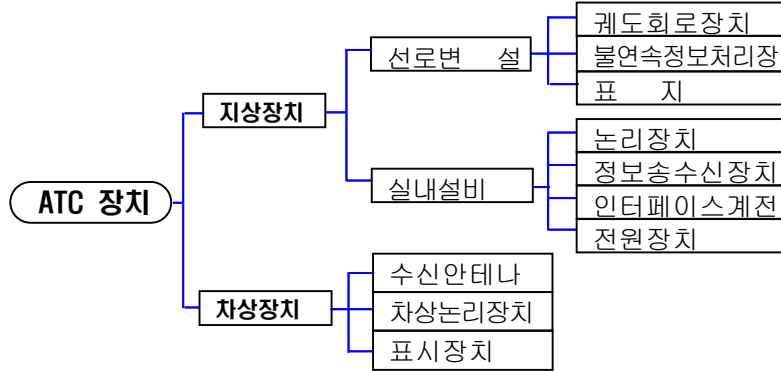 ATC 장치
지상장치
선로변 설
궤도회로장치
불연속정보처리장
표 지
실내설비
논리장치
정보송수신장치
인터페이스계전
전원장치
차상장치
수신안테나
차상논리장치
표시장치